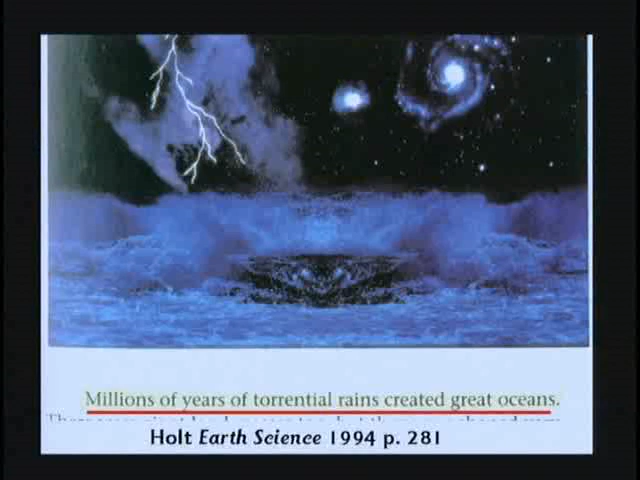 Millions of years of torrential rains created great oceans.
Holt Earth Science 1994 p. 281